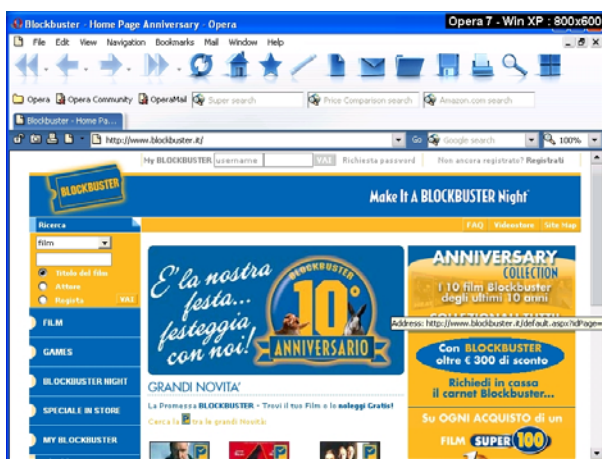 Blockbuster - Home Page Anniversary - Opera
Opera 7 - Win XP : 800x600
File Edit View Navigation Bookmarks Mail Window Help
Opera Opera Community OperaMail Super search Price Comparison search Amazon.com search
Blockbuster - Home Pa...
http://www.blockbuster.it/ Go Google search 100%
My BLOCKBUSTER username VAI Richiesta password Non ancora registrato? Registrati
BLOCKBUSTER
Make It A BLOCKBUSTER Night
Ricerca
FAQ Videostore Site Map
film
Titolo del film
Attore
Regista VAI
FILM
GAMES
BLOCKBUSTER NIGHT
SPECIALE IN STORE
MY BLOCKBUSTER
E' la nostra
festa...
festeggia
con noi!
BLOCKBUSTER
10°
ANNIVERSARIO
GRANDI NOVITA'
La Promessa BLOCKBUSTER - Trovi il tuo Film o lo noleggi Gratis!
Cerca la tra le grandi Novità:
ANNIVERSARY
COLLECTION
I 10 film Blockbuster
degli ultimi 10 anni
COLLEZIONALI TUTTI
Address: http://www.blockbuster.it/default.aspx?idPage=
Con BLOCKBUSTER
oltre € 300 di sconto
Richiedi in cassa
il carnet Blockbuster...
Su OGNI ACQUISTO di un
FILM SUPER 100